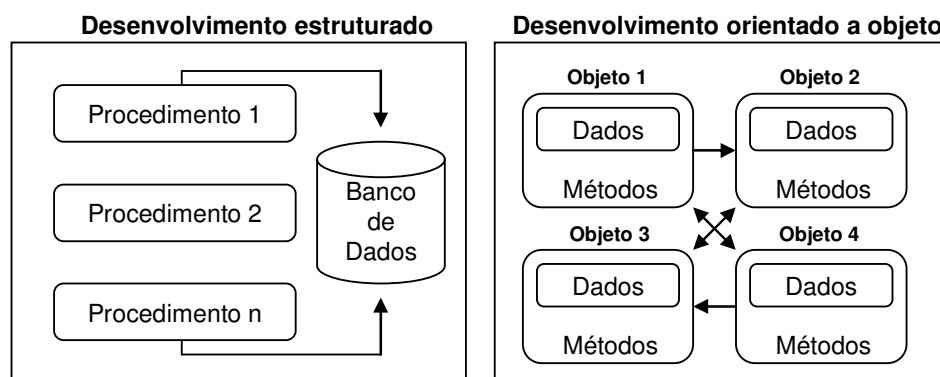 Desenvolvimento estruturado
Procedimento 1
Procedimento 2
Procedimento n
Banco
de
Dados
Desenvolvimento orientado a objeto
Objeto 1 Objeto 2
Dados Dados
Métodos Métodos
Objeto 3 Objeto 4
Dados Dados
Métodos Métodos